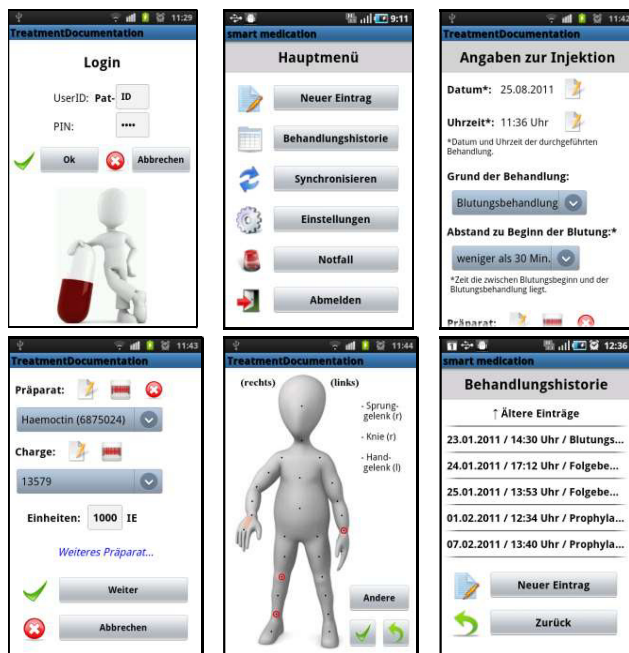 11:29
TreatmentDocumentation
Login
UserID: Pat- ID
PIN: ••••
Ok
Abbrechen
9:11
smart medication
Hauptmenü
Neuer Eintrag
Behandlungshistorie
Synchronisieren
Einstellungen
Notfall
Abmelden
11:42
TreatmentDocumentation
Angaben zur Injektion
Datum*: 25.08.2011
Uhrzeit*: 11:36 Uhr
*Datum und Uhrzeit der durchgeführten
Behandlung.
Grund der Behandlung:
Blutungsbehandlung
Abstand zu Beginn der Blutung:*
weniger als 30 Min.
*Zeit die zwischen Blutungsbeginn und der
Blutungsbehandlung liegt.
Präparat:
11:43
TreatmentDocumentation
Präparat:
Haemoctin (6875024)
Charge:
13579
Einheiten: 1000 IE
Weiteres Präparat...
Weiter
Abbrechen
11:44
TreatmentDocumentation
(rechts) (links)
- Sprung-
gelenk (r)
- Knie (r)
- Hand-
gelenk (l)
Andere
12:36
smart medication
Behandlungshistorie
↑ Ältere Einträge
23.01.2011 / 14:30 Uhr / Blutungs...
24.01.2011 / 17:12 Uhr / Folgebe...
25.01.2011 / 13:53 Uhr / Folgebe...
01.02.2011 / 12:34 Uhr / Prophyla...
07.02.2011 / 13:40 Uhr / Prophyla...
Neuer Eintrag
Zurück